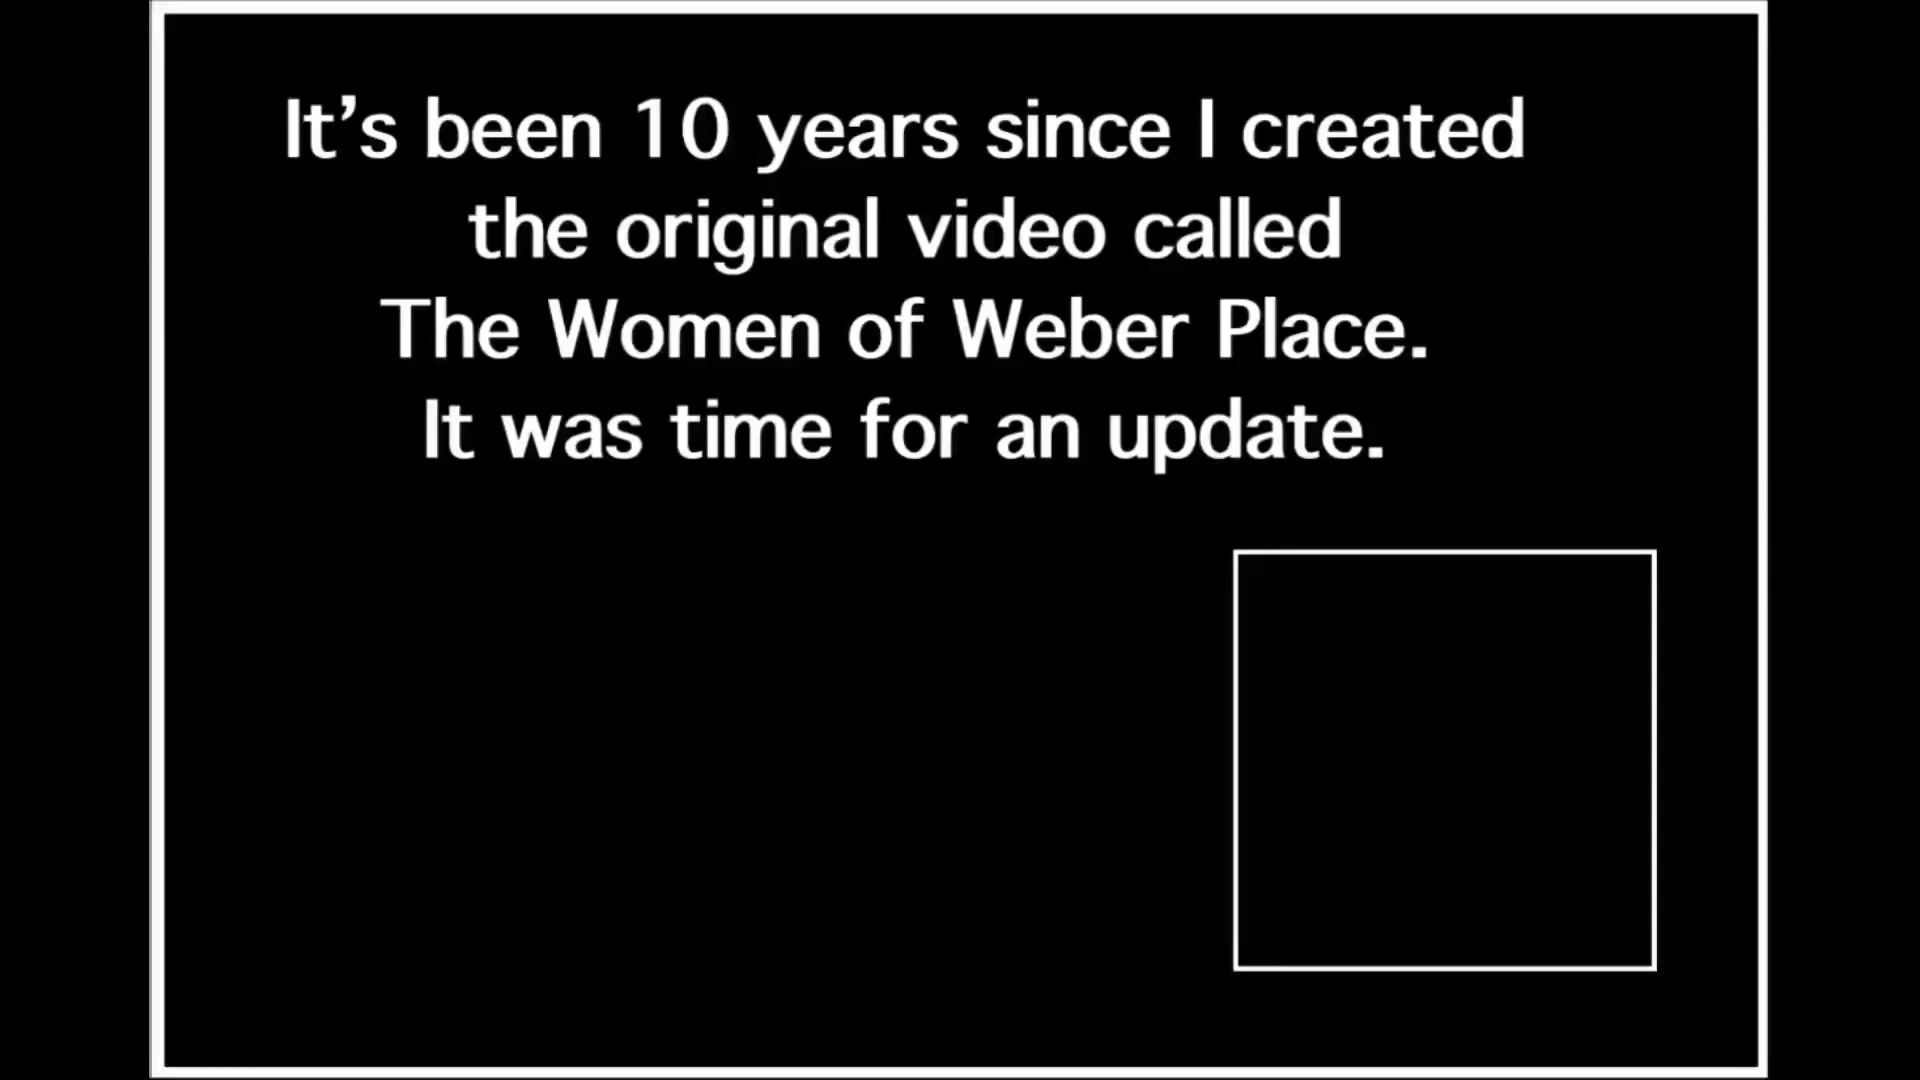 It’s been 10 years since I created
the original video called
The Women of Weber Place.
It was time for an update.